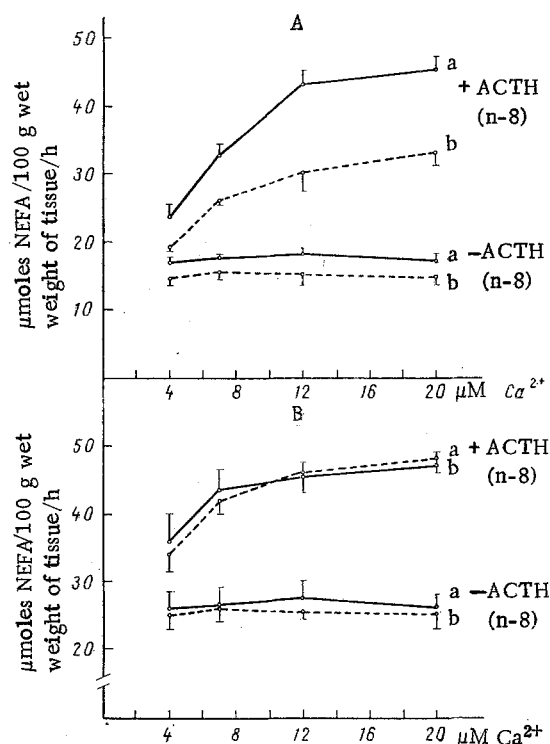 A
50
40
30
20
10
μmoles NEFA/100 g wet
weight of tissue/h
a
+ ACTH
(n-8)
b
a
−ACTH
b
(n-8)
4
8
12
16
20
μM Ca²⁺
B
50
40
30
20
μmoles NEFA/100 g wet
weight of tissue/h
a
+ ACTH
b
(n-8)
a
−ACTH
b
(n-8)
4
8
12
16
20
μM Ca²⁺